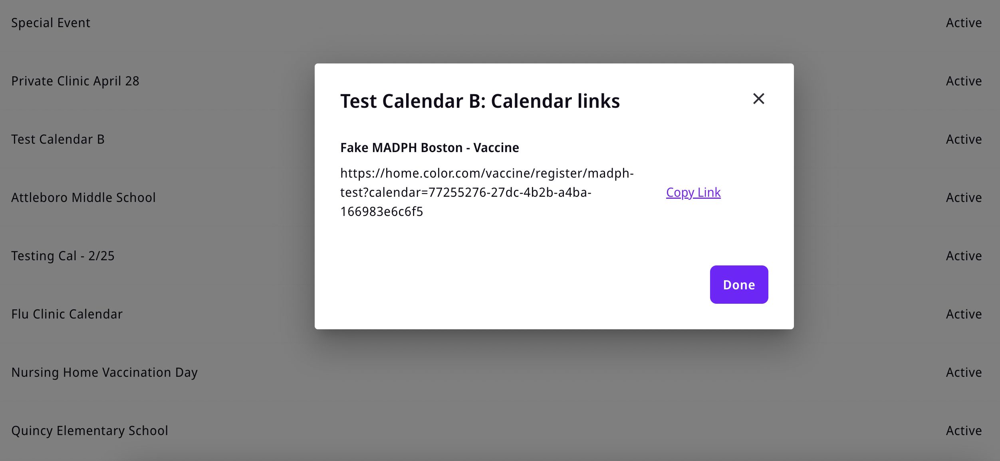 Special Event Active
Private Clinic April 28 Active
Test Calendar B: Calendar links
Test Calendar B Active
Fake MADPH Boston - Vaccine
https://home.color.com/vaccine/register/madph-
test?calendar=77255276-27dc-4b2b-a4ba-
166983e6c6f5
Copy Link
Attleboro Middle School Active
Testing Cal - 2/25 Active
Done
Flu Clinic Calendar Active
Nursing Home Vaccination Day Active
Quincy Elementary School Active